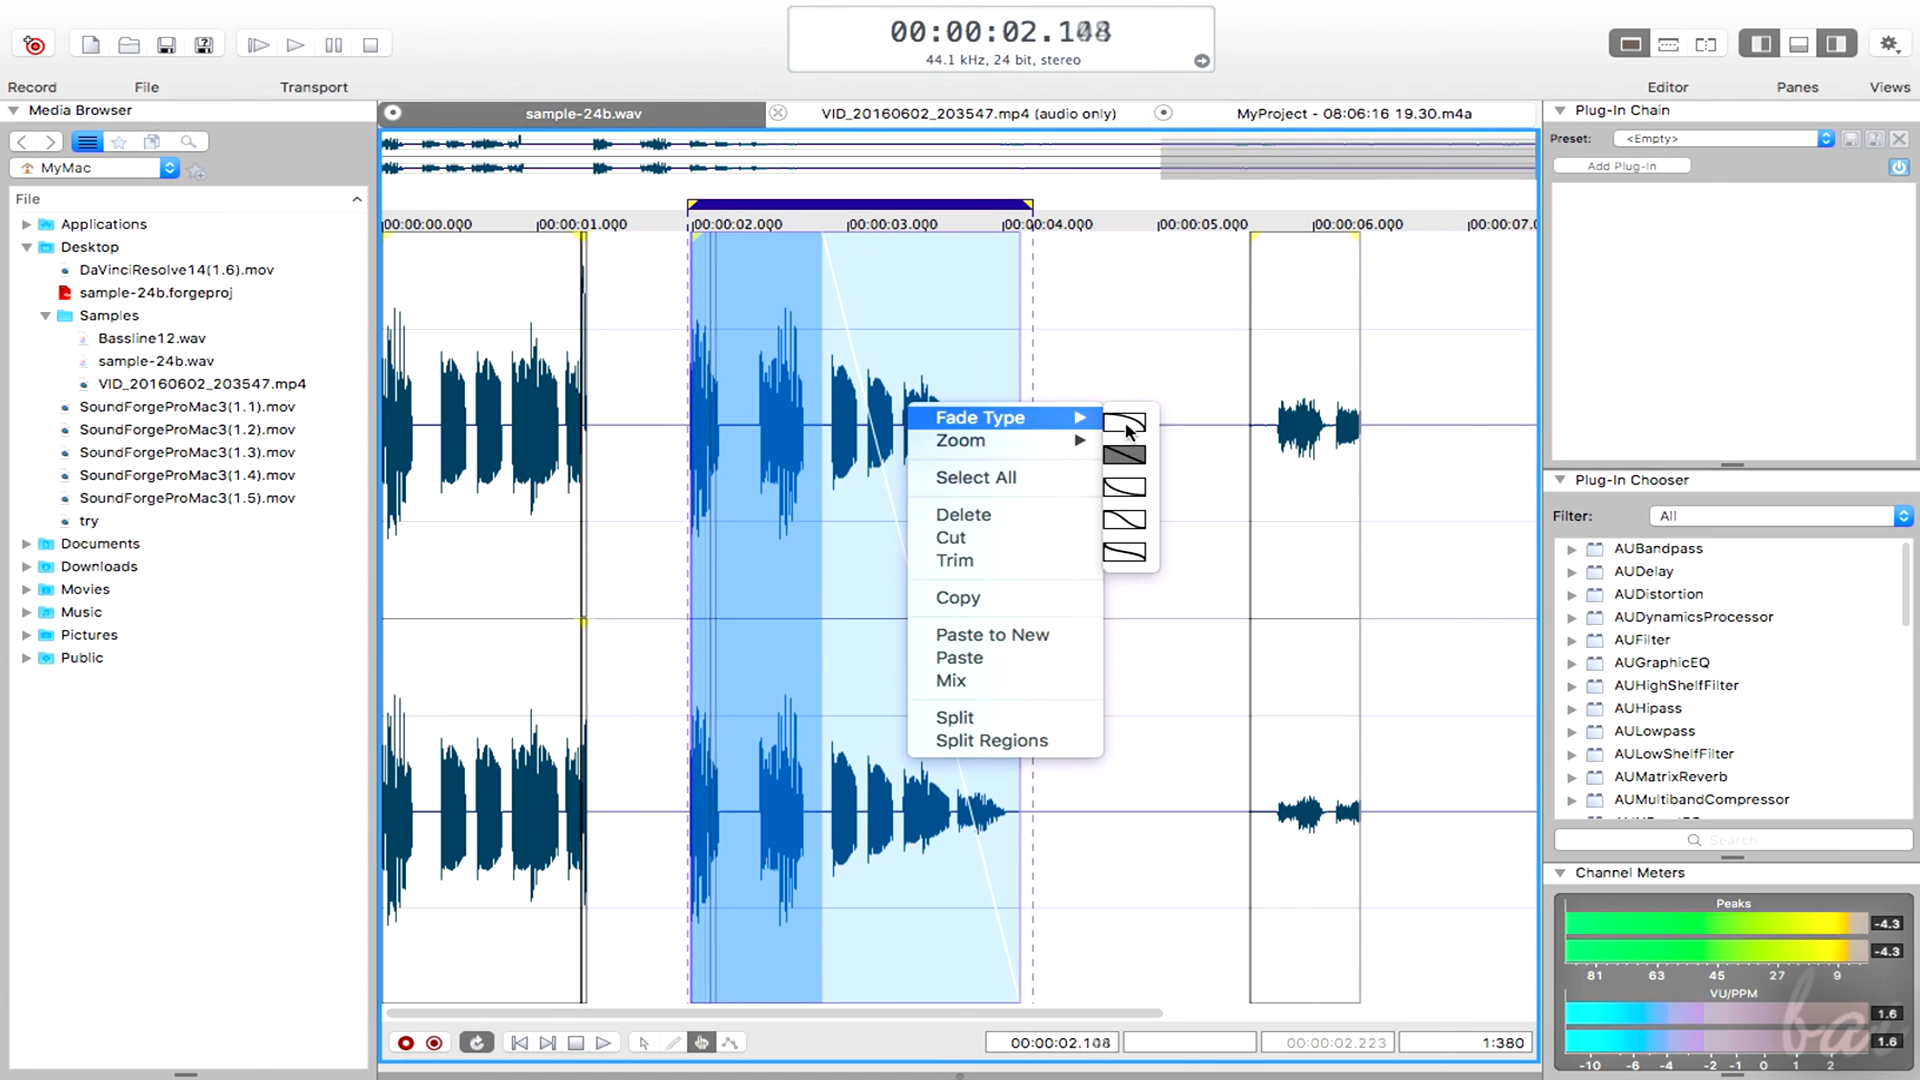 00:00:02.148
44.1 kHz, 24 bit, stereo
Record
File
Transport
Editor
Panes
Views
Media Browser
MyMac
File
Applications
Desktop
DaVinciResolve14(1.6).mov
sample-24b.forgeproj
Samples
Bassline12.wav
sample-24b.wav
VID_20160602_203547.mp4
SoundForgeProMac3(1.1).mov
SoundForgeProMac3(1.2).mov
SoundForgeProMac3(1.3).mov
SoundForgeProMac3(1.4).mov
SoundForgeProMac3(1.5).mov
try
Documents
Downloads
Movies
Music
Pictures
Public
sample-24b.wav
VID_20160602_203547.mp4 (audio only)
MyProject - 08:06:16 19.30.m4a
00:00:00.000
00:00:01.000
00:00:02.000
00:00:03.000
00:00:04.000
00:00:05.000
00:00:06.000
00:00:07.0
Fade Type
Zoom
Select All
Delete
Cut
Trim
Copy
Paste to New
Paste
Mix
Split
Split Regions
00:00:02.148
00:00:02.223
1:380
Plug-In Chain
Preset: <Empty>
Add Plug-In
Plug-In Chooser
Filter: All
AUBandpass
AUDelay
AUDistortion
AUDynamicsProcessor
AUFilter
AUGraphicEQ
AUHighShelfFilter
AUHipass
AULowpass
AULowShelfFilter
AUMatrixReverb
AUMultibandCompressor
Search
Channel Meters
Peaks
-4.3
-4.3
81 63 45 27 9
VU/PPM
1.6
1.6
-10 -6 -4 -2 -1 0 1 2